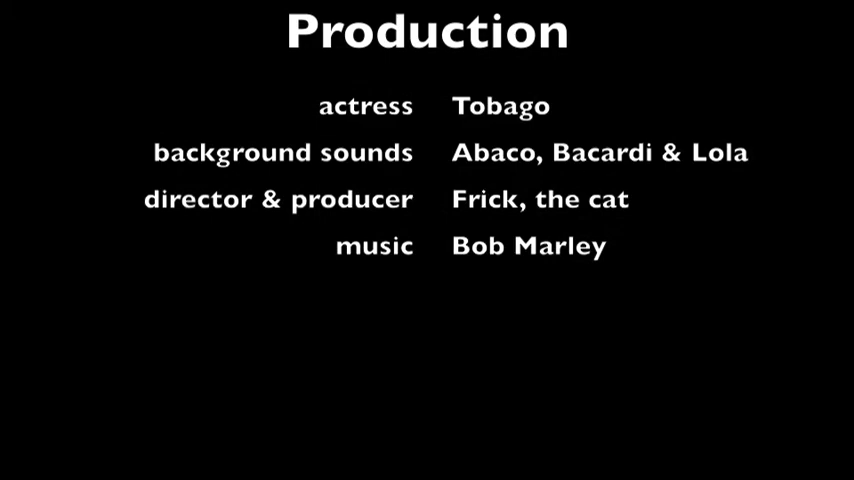 Production
actress Tobago
background sounds Abaco, Bacardi & Lola
director & producer Frick, the cat
music Bob Marley